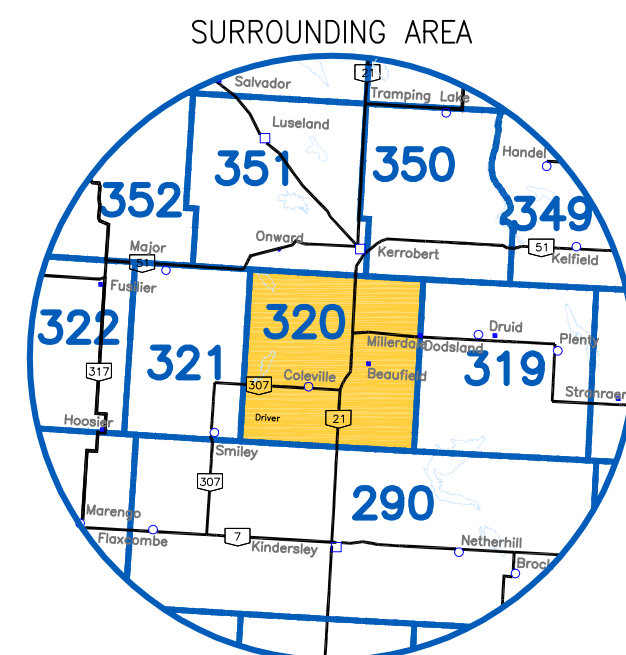 SURROUNDING AREA
21
Salvador
Tramping Lake
Luseland
Handel
351
350
352
349
Onward
Major
51
Kerrobert
51
Kelfield
Fusilier
320
322
Druid
Millerdale
Dodsland
Plenty
321
319
317
307
Coleville
Beaufield
Stranraer
Driver
21
Hoosier
Smiley
307
290
Marengo
Flaxcombe
7
Kindersley
Netherhill
Brock